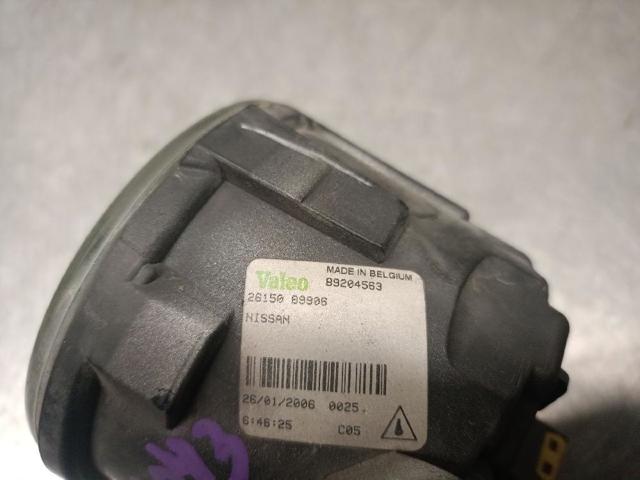 Valeo MADE IN BELGIUM
89204563
26150 89906
NISSAN
26/01/2006 0025.
6:46:25 C05